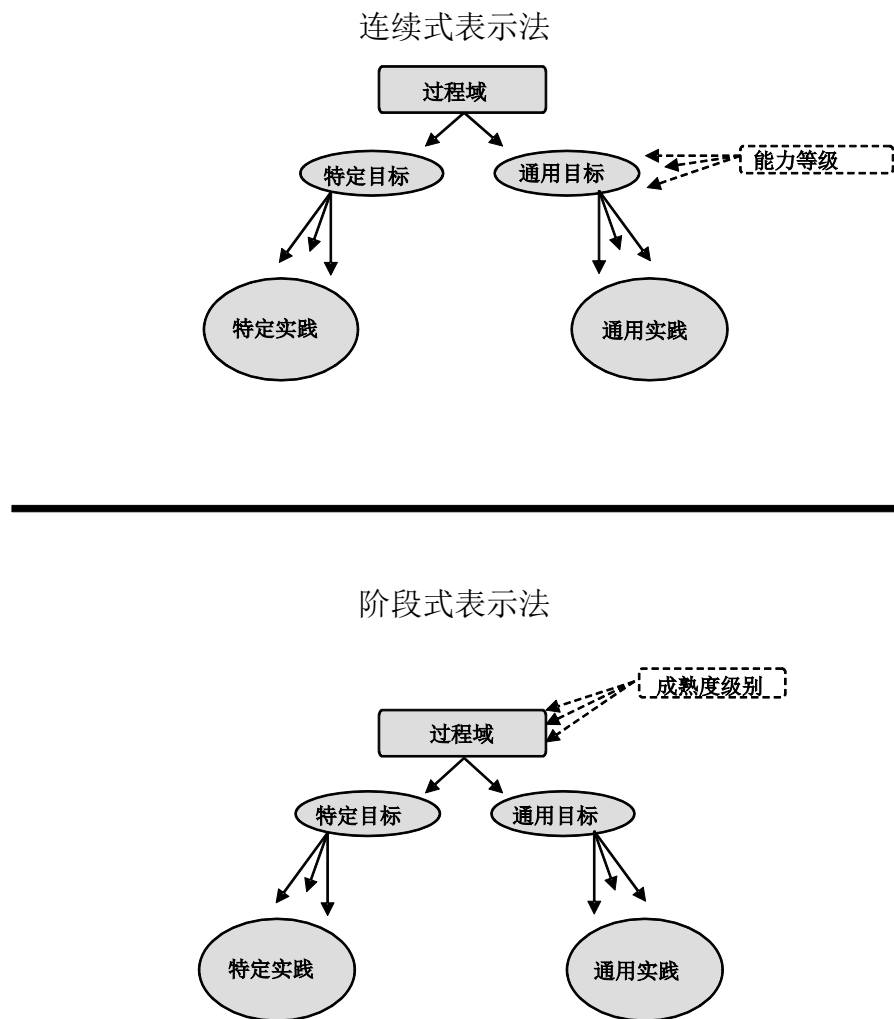 连续式表示法
过程域
特定目标
通用目标
能力等级
特定实践
通用实践
阶段式表示法
成熟度级别
过程域
特定目标
通用目标
特定实践
通用实践